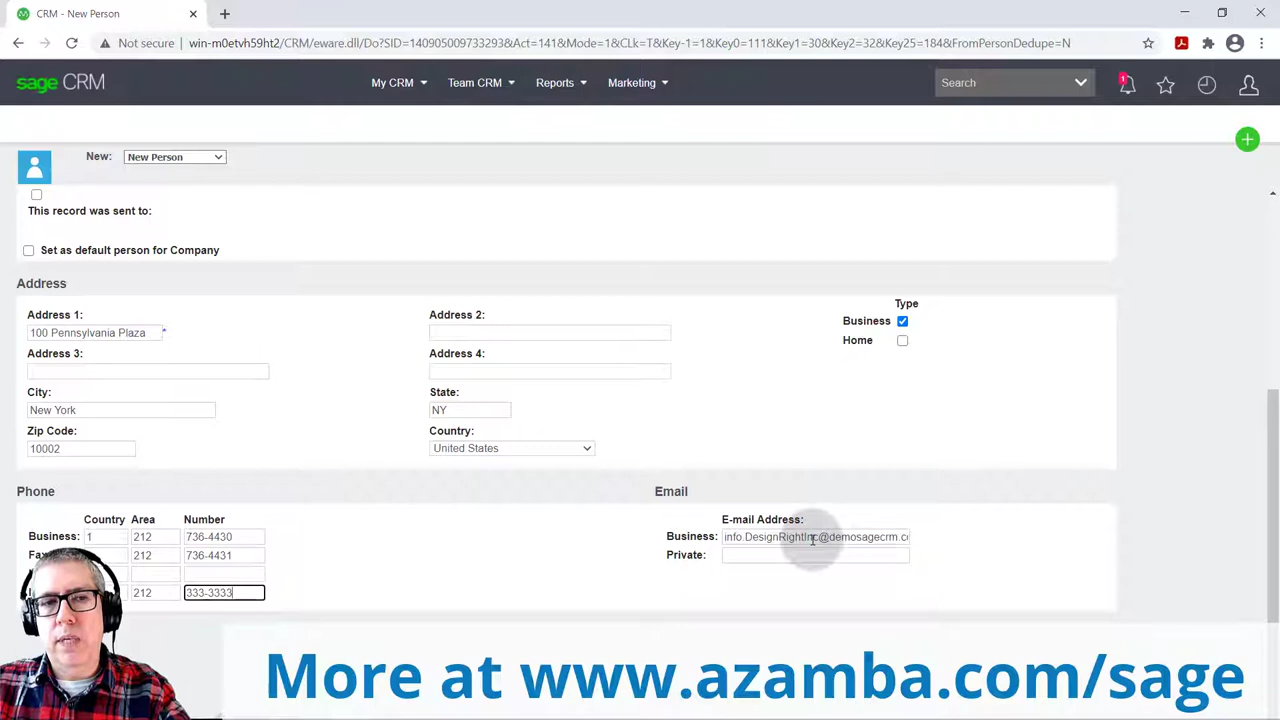 CRM - New Person
Not secure
win-m0etvh59ht2/CRM/eware.dll/Do?SID=140905009733293&Act=141&Mode=1&CLk=T&Key-1=1&Key0=111&Key1=30&Key2=32&Key25=184&FromPersonDedupe=N
sage CRM
My CRM
Team CRM
Reports
Marketing
Search
1
New:
New Person
This record was sent to:
Set as default person for Company
Address
Address 1:
100 Pennsylvania Plaza *
Address 2:
Type
Business
Home
Address 3:
Address 4:
City:
New York
State:
NY
Zip Code:
10002
Country:
United States
Phone
Email
Country Area Number
Business: 1 212 736-4430
Fax 212 736-4431
212 333-3333
E-mail Address:
Business: info.DesignRightInc@demosagecrm.c
Private:
More at www.azamba.com/sage